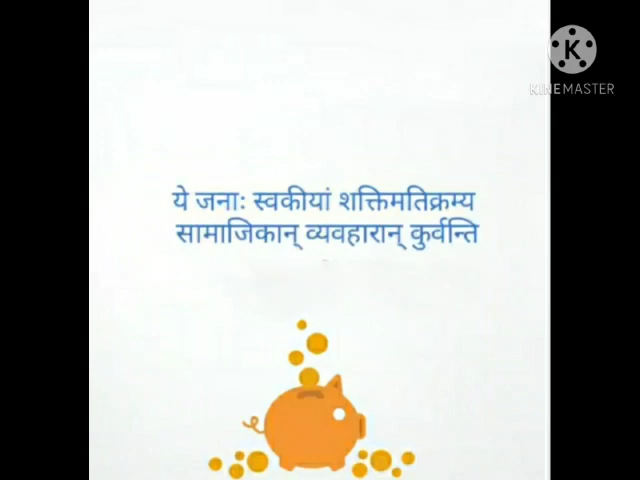 KINEMASTER
ये जनाः स्वकीयां शक्तिमतिक्रम्य
सामाजिकान् व्यवहारान् कुर्वन्ति